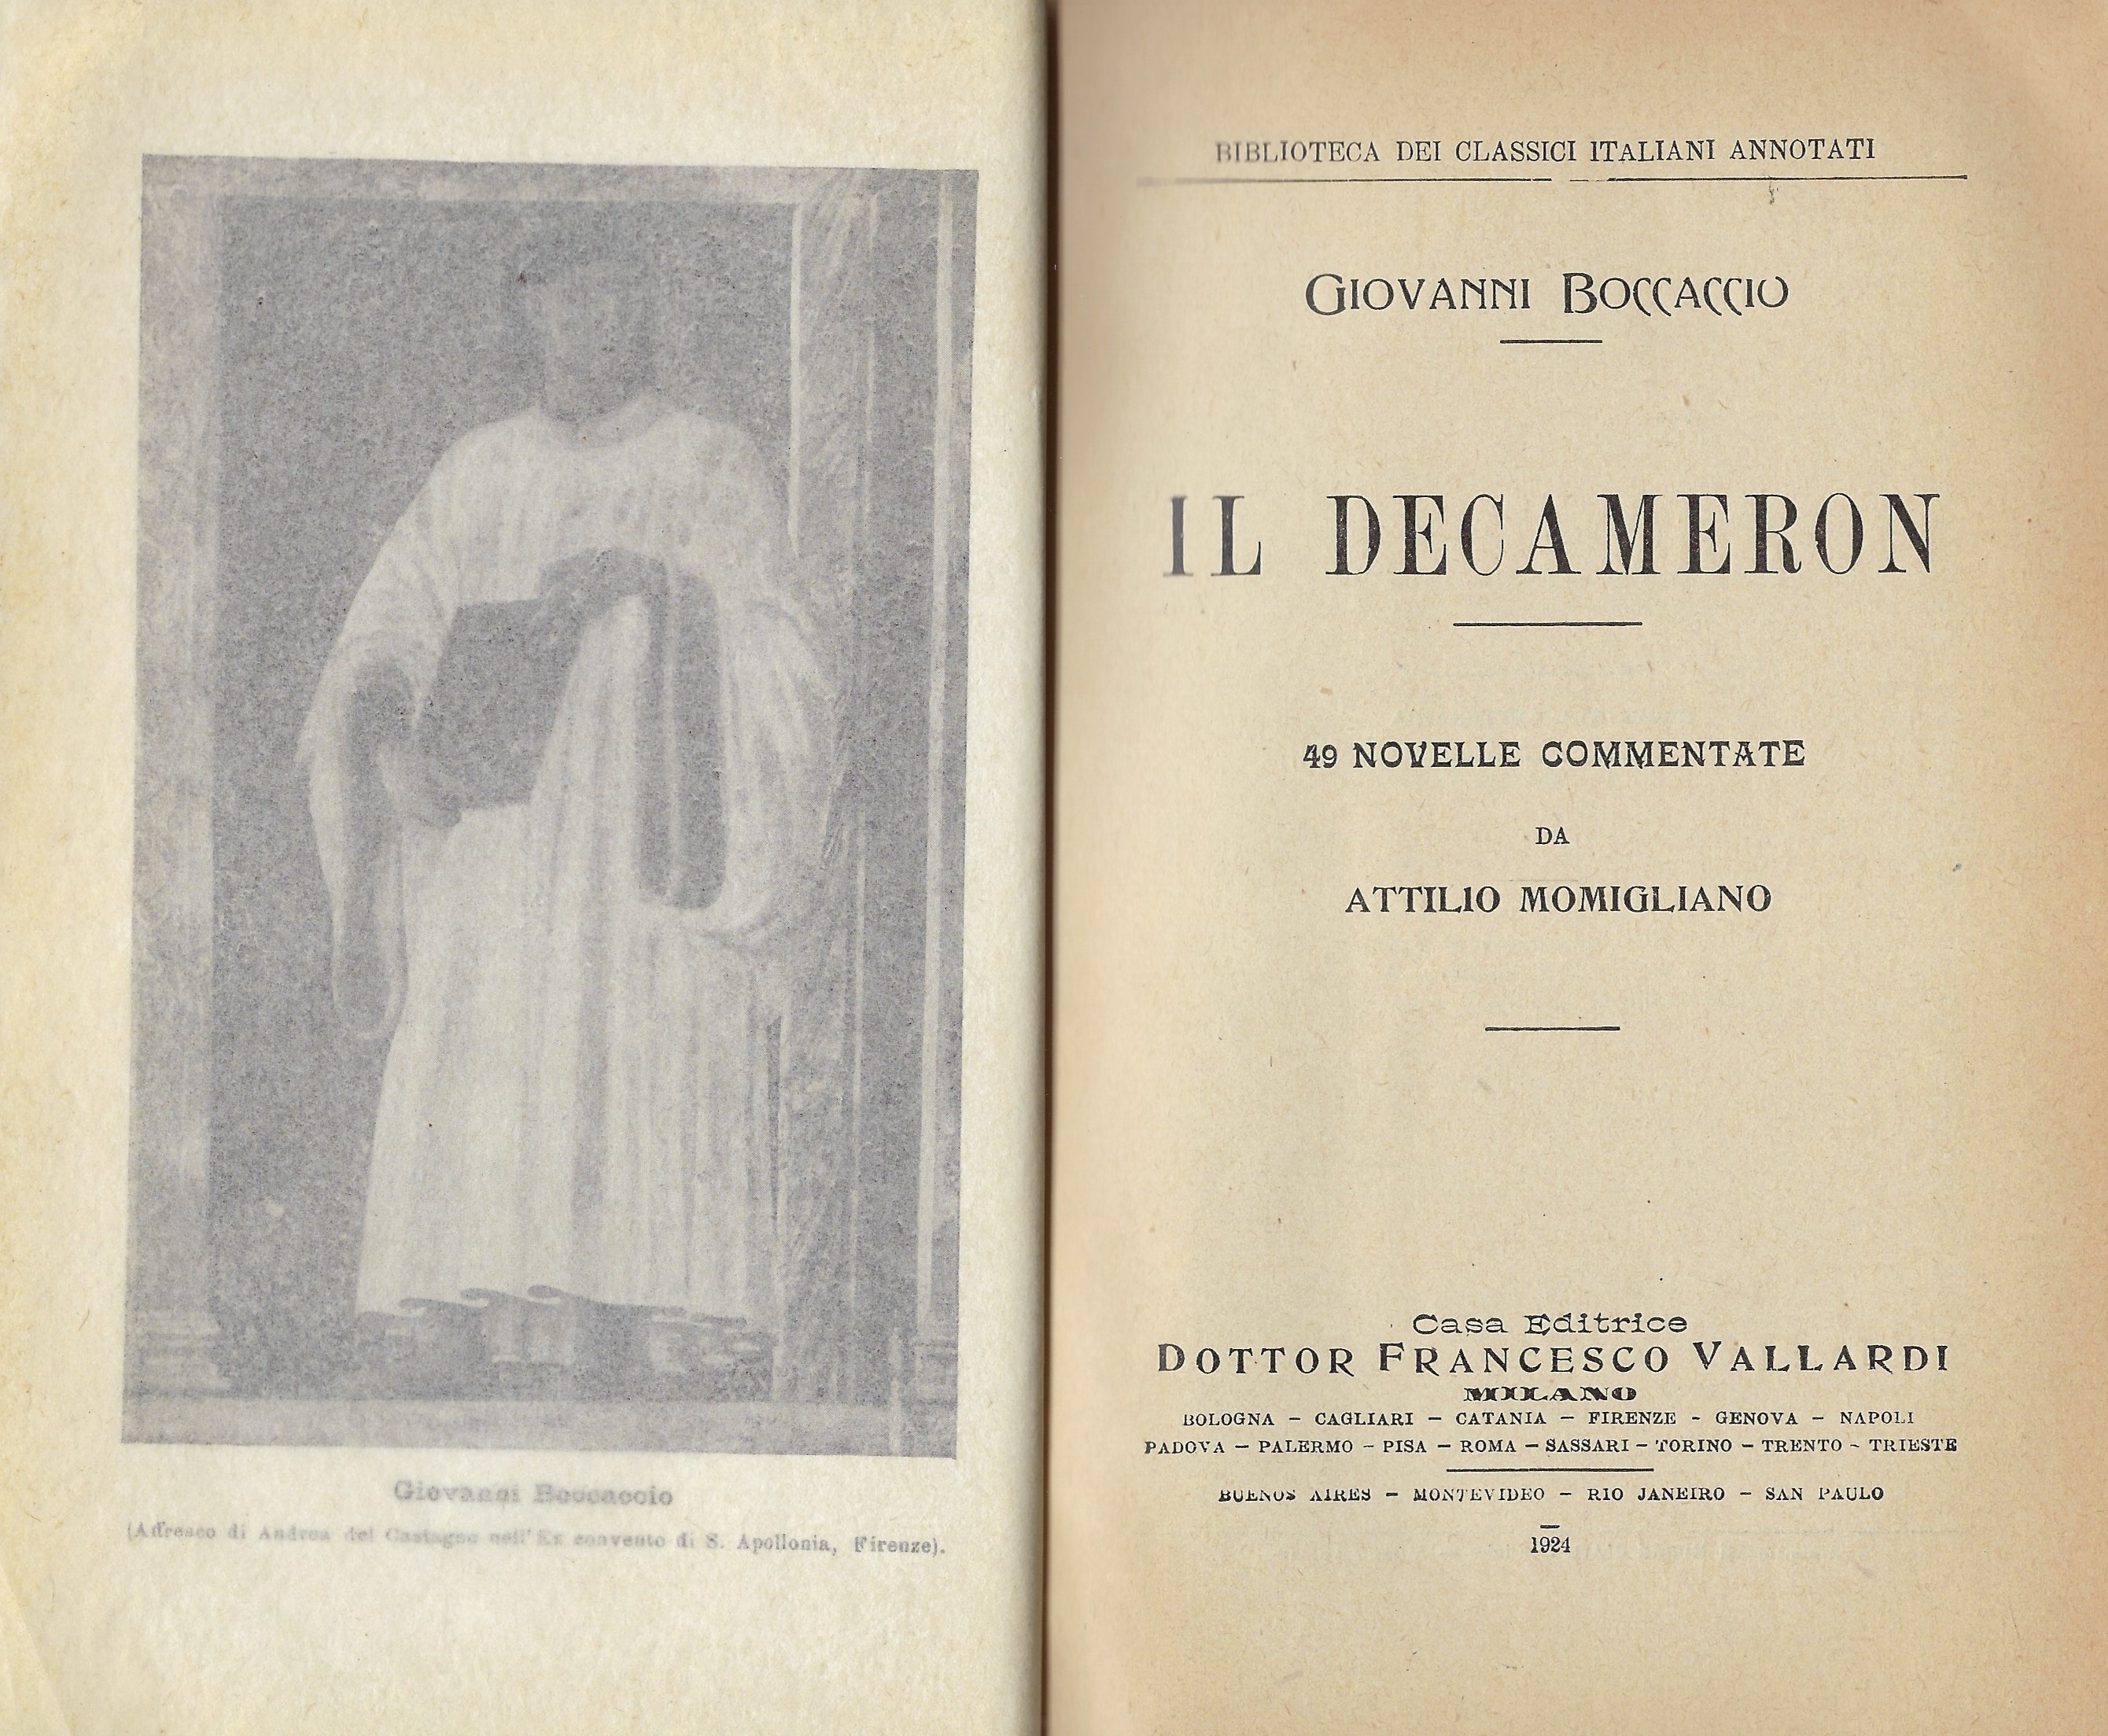 Giovanni Boccaccio
(Affresco di Andrea del Castagno nell'Ex convento di S. Apollonia, Firenze).
BIBLIOTECA DEI CLASSICI ITALIANI ANNOTATI
GIOVANNI BOCCACCIO
IL DECAMERON
49 NOVELLE COMMENTATE
DA
ATTILIO MOMIGLIANO
Casa Editrice
DOTTOR FRANCESCO VALLARDI
MILANO
BOLOGNA – CAGLIARI – CATANIA – FIRENZE - GENOVA – NAPOLI
PADOVA – PALERMO – PISA – ROMA – SASSARI – TORINO – TRENTO - TRIESTE
BUENOS AIRES – MONTEVIDEO – RIO JANEIRO – SAN PAULO
1924